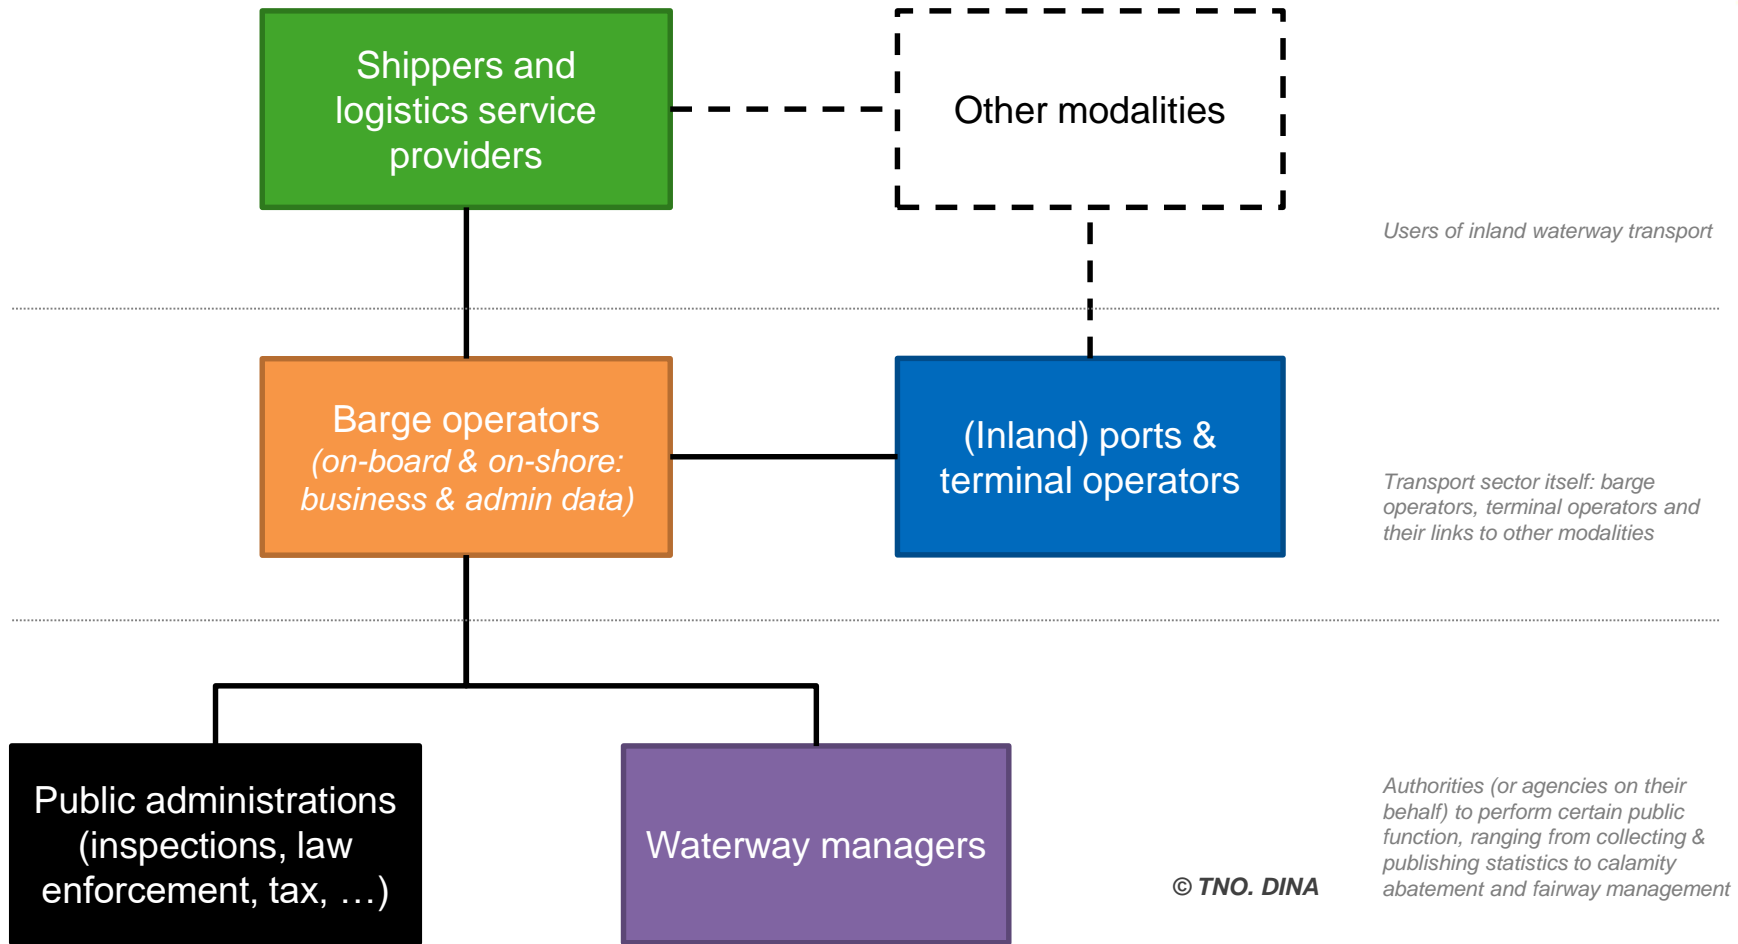 Shippers and
logistics service
providers
Other modalities
Users of inland waterway transport
Barge operators
(on-board & on-shore:
business & admin data)
(Inland) ports &
terminal operators
Transport sector itself: barge
operators, terminal operators and
their links to other modalities
Public administrations
(inspections, law
enforcement, tax, …)
Waterway managers
© TNO. DINA
Authorities (or agencies on their
behalf) to perform certain public
function, ranging from collecting &
publishing statistics to calamity
abatement and fairway management